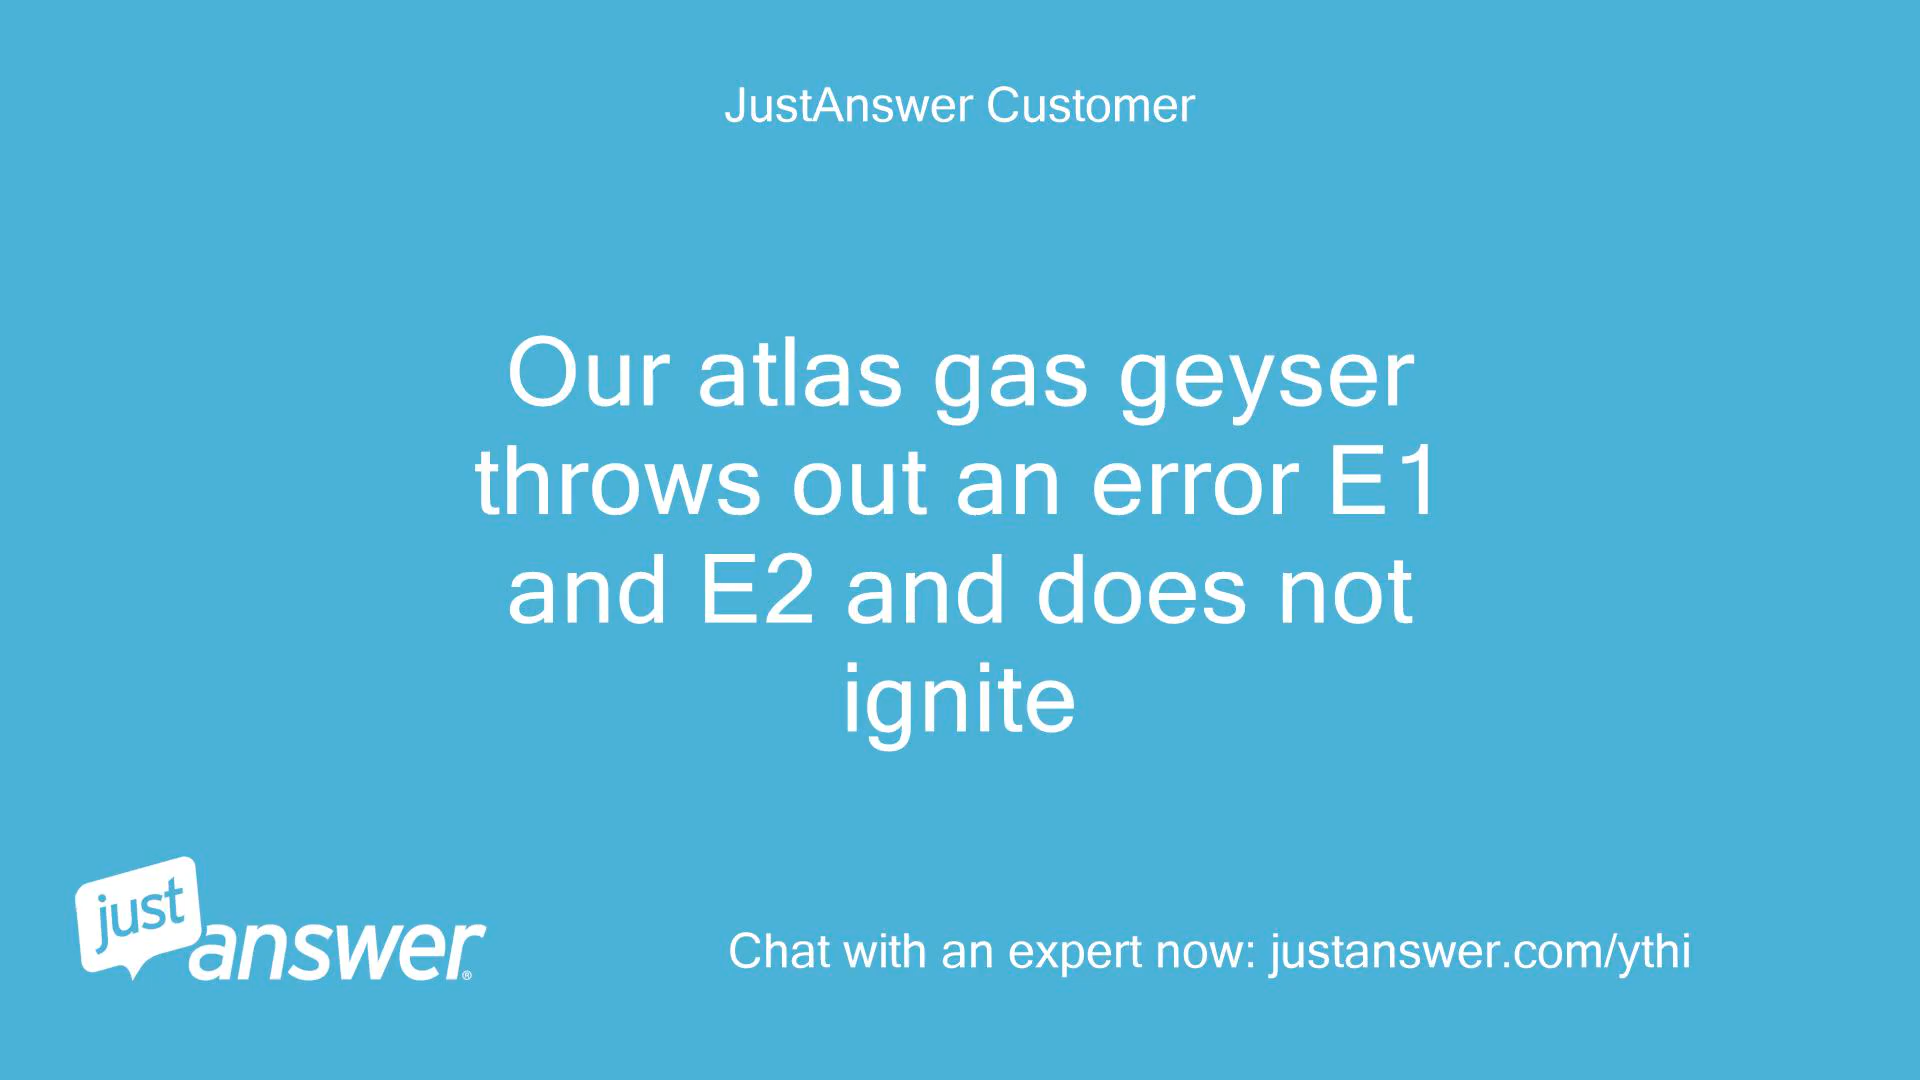 JustAnswer Customer
Our atlas gas geyser
throws out an error E1
and E2 and does not
ignite
just
answer®
Chat with an expert now: justanswer.com/ythi